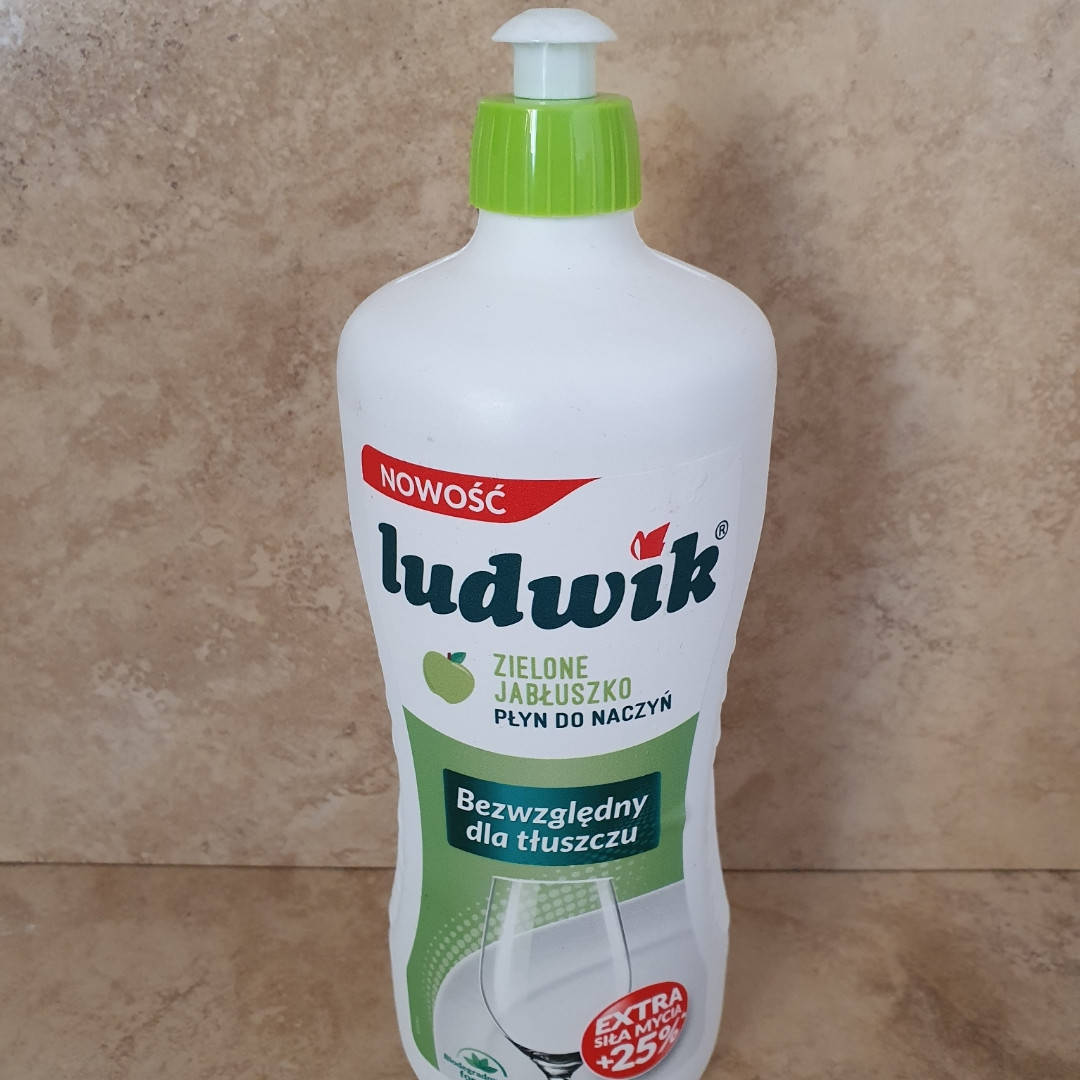 NOWOŚĆ
ludwik®
ZIELONE
JABŁUSZKO
PŁYN DO NACZYŃ
Bezwzględny
dla tłuszczu
EXTRA
SIŁA MYCIA
+25%*